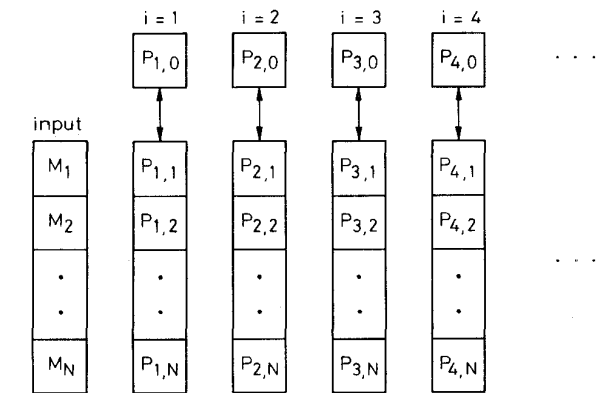 i = 1 i = 2 i = 3 i = 4
P1,0 P2,0 P3,0 P4,0 . . .
input
M1 P1,1 P2,1 P3,1 P4,1
M2 P1,2 P2,2 P3,2 P4,2
. . . . . . . .
. . . . .
MN P1,N P2,N P3,N P4,N